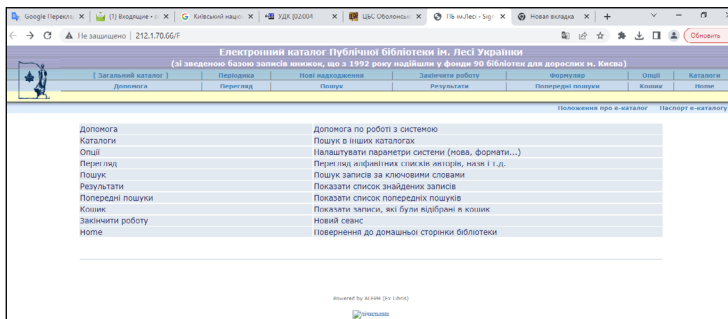 Google Перекла
(1) Входящие
Київський націо
УДК [02:004
ЦБС Оболонсько
ПБ ім.Лесі - Sign
Новая вкладка
Не защищено | 212.1.70.66/F
Обновить
Електронний каталог Публічної бібліотеки ім. Лесі Українки
(зі зведеною базою записів книжок, що з 1992 року надійшли у фонди 90 бібліотек для дорослих м. Києва)
( Загальний каталог ) Періодика Нові надходження Закінчити роботу Формуляр Опції Каталоги
Допомога Перегляд Пошук Результати Попередні пошуки Кошик Home
Положення про е-каталог Паспорт е-каталогу
Допомога Допомога по роботі з системою
Каталоги Пошук в інших каталогах
Опції Налаштувати параметри системи (мова, формати...)
Перегляд Перегляд алфавітних списків авторів, назв і т.д.
Пошук Пошук записів за ключовими словами
Результати Показати список знайдених записів
Попередні пошуки Показати список попередніх пошуків
Кошик Показати записи, які були відібрані в кошик
Закінчити роботу Новий сеанс
Home Повернення до домашньої сторінки бібліотеки
Powered by ALEPH (Ex Libris)